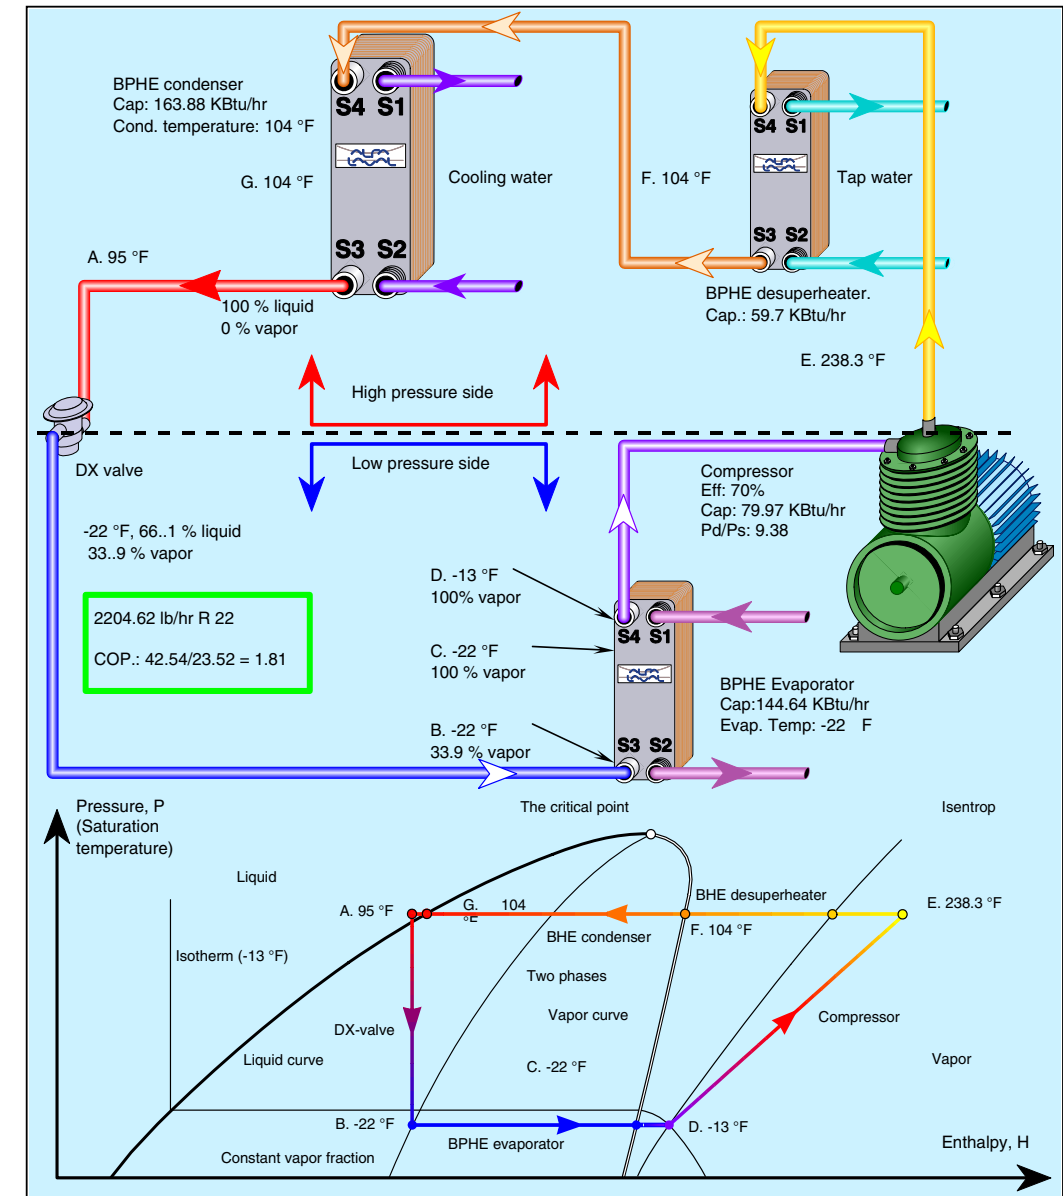 BPHE condenser
Cap: 163.88 KBtu/hr
Cond. temperature: 104 °F
S4 S1
G. 104 °F
ALFA
LAVAL
Cooling water
S3 S2
A. 95 °F
100 % liquid
0 % vapor
F. 104 °F
S4 S1
ALFA
LAVAL
Tap water
S3 S2
BPHE desuperheater.
Cap.: 59.7 KBtu/hr
E. 238.3 °F
High pressure side
Low pressure side
DX valve
-22 °F, 66..1 % liquid
33..9 % vapor
2204.62 lb/hr R 22
COP.: 42.54/23.52 = 1.81
Compressor
Eff: 70%
Cap: 79.97 KBtu/hr
Pd/Ps: 9.38
D. -13 °F
100% vapor
C. -22 °F
100 % vapor
B. -22 °F
33.9 % vapor
S4 S1
ALFA
LAVAL
S3 S2
BPHE Evaporator
Cap:144.64 KBtu/hr
Evap. Temp: -22 F
Pressure, P
(Saturation
temperature)
The critical point
Isentrop
Liquid
A. 95 °F
G. 104
°F
BHE desuperheater
E. 238.3 °F
BHE condenser
F. 104 °F
Isotherm (-13 °F)
Two phases
DX-valve
Vapor curve
Compressor
Liquid curve
C. -22 °F
Vapor
B. -22 °F
BPHE evaporator
D. -13 °F
Constant vapor fraction
Enthalpy, H